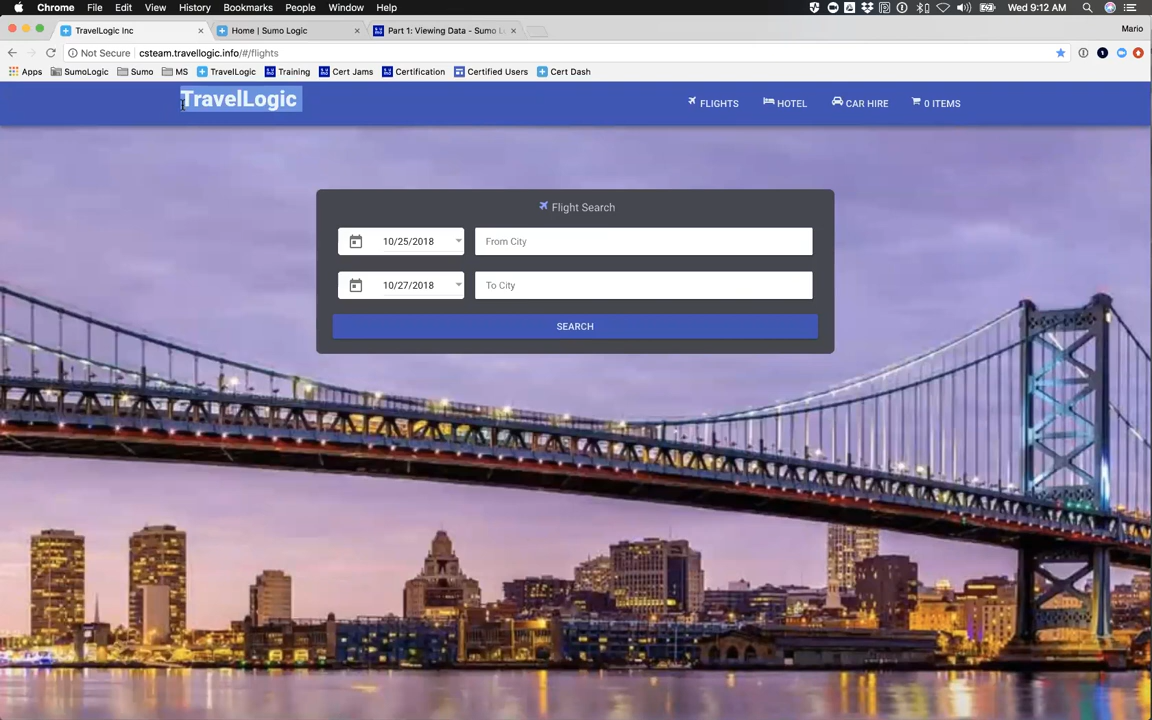 Chrome File Edit View History Bookmarks People Window Help Wed 9:12 AM
TravelLogic Inc Home | Sumo Logic Part 1: Viewing Data - Sumo L Mario
Not Secure csteam.travellogic.info/#/flights
Apps SumoLogic Sumo MS TravelLogic Training Cert Jams Certification Certified Users Cert Dash
TravelLogic FLIGHTS HOTEL CAR HIRE 0 ITEMS
Flight Search
10/25/2018 From City
10/27/2018 To City
SEARCH